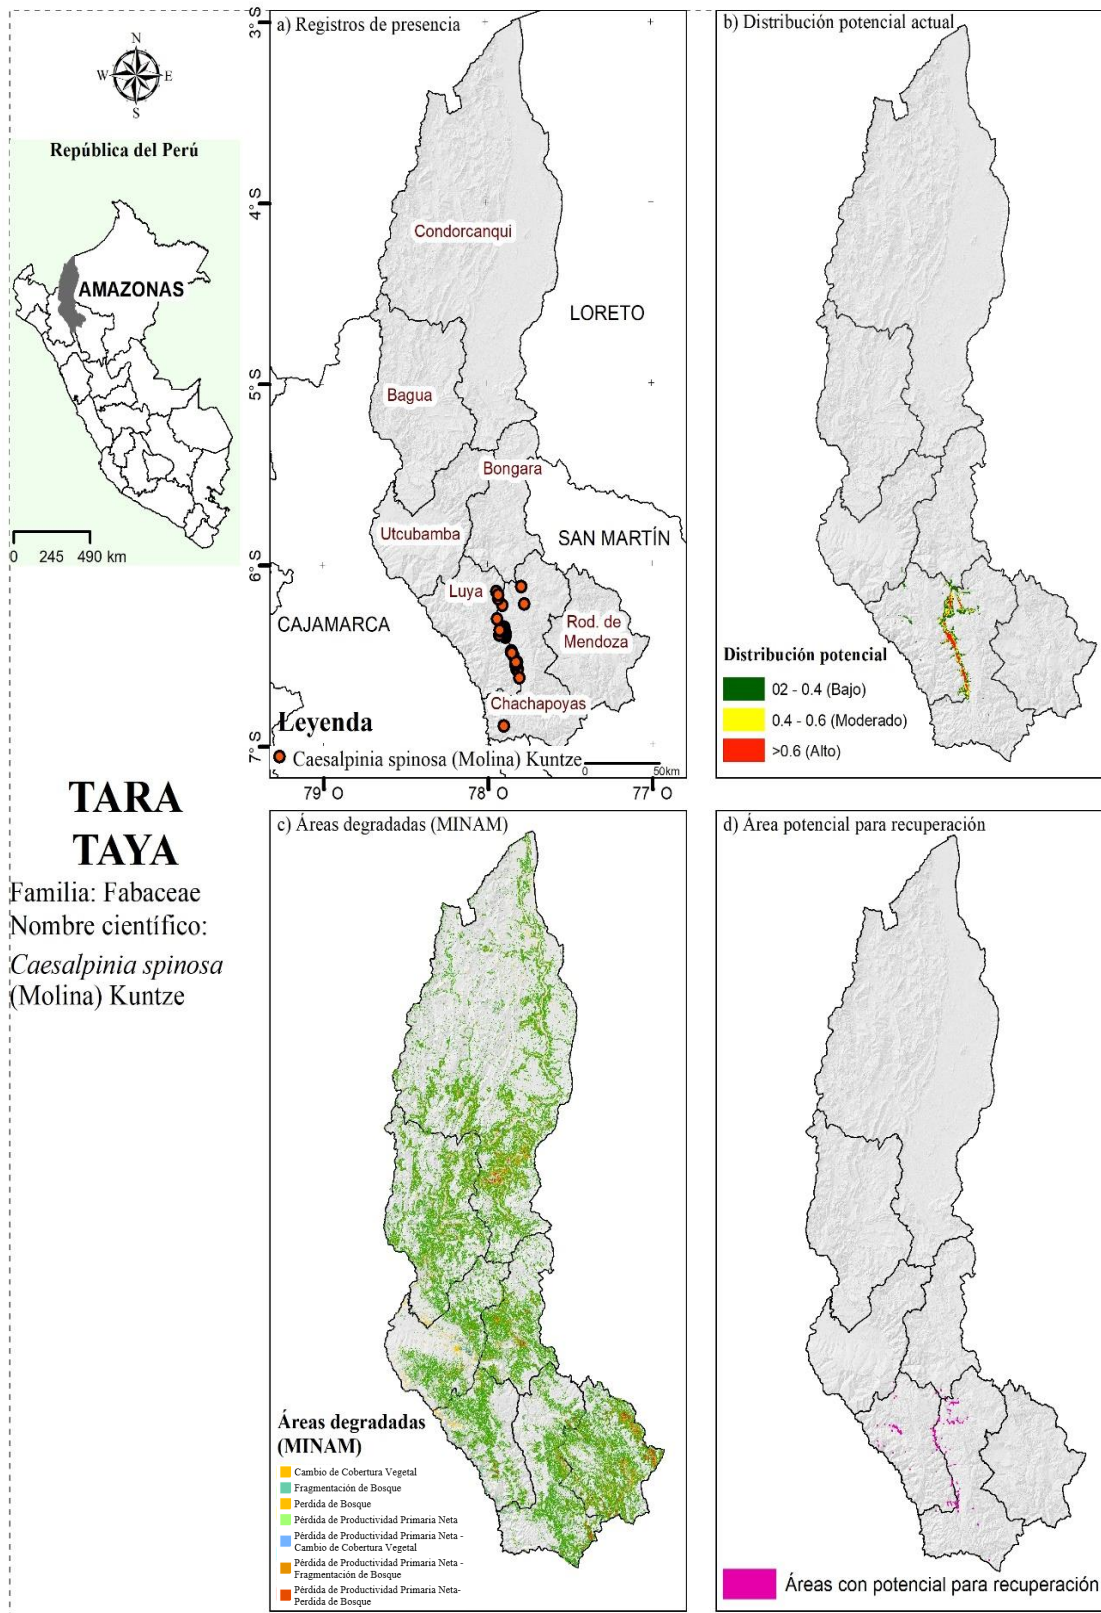 N
W
E
S
República del Perú
AMAZONAS
0 245 490 km
TARA
TAYA
Familia: Fabaceae
Nombre científico:
Caesalpinia spinosa
(Molina) Kuntze
a) Registros de presencia
3°S
4°S
5°S
6°S
7°S
Condorcanqui
LORETO
Bagua
Bongara
Utcubamba
SAN MARTÍN
Luya
CAJAMARCA
Rod. de
Mendoza
Chachapoyas
Leyenda
Caesalpinia spinosa (Molina) Kuntze
0 50km
79°O
78°O
77°O
b) Distribución potencial actual
Distribución potencial
02 - 0.4 (Bajo)
0.4 - 0.6 (Moderado)
>0.6 (Alto)
c) Áreas degradadas (MINAM)
Áreas degradadas
(MINAM)
Cambio de Cobertura Vegetal
Fragmentación de Bosque
Perdida de Bosque
Pérdida de Productividad Primaria Neta
Pérdida de Productividad Primaria Neta -
Cambio de Cobertura Vegetal
Pérdida de Productividad Primaria Neta -
Fragmentación de Bosque
Pérdida de Productividad Primaria Neta-
Perdida de Bosque
d) Área potencial para recuperación
Áreas con potencial para recuperación